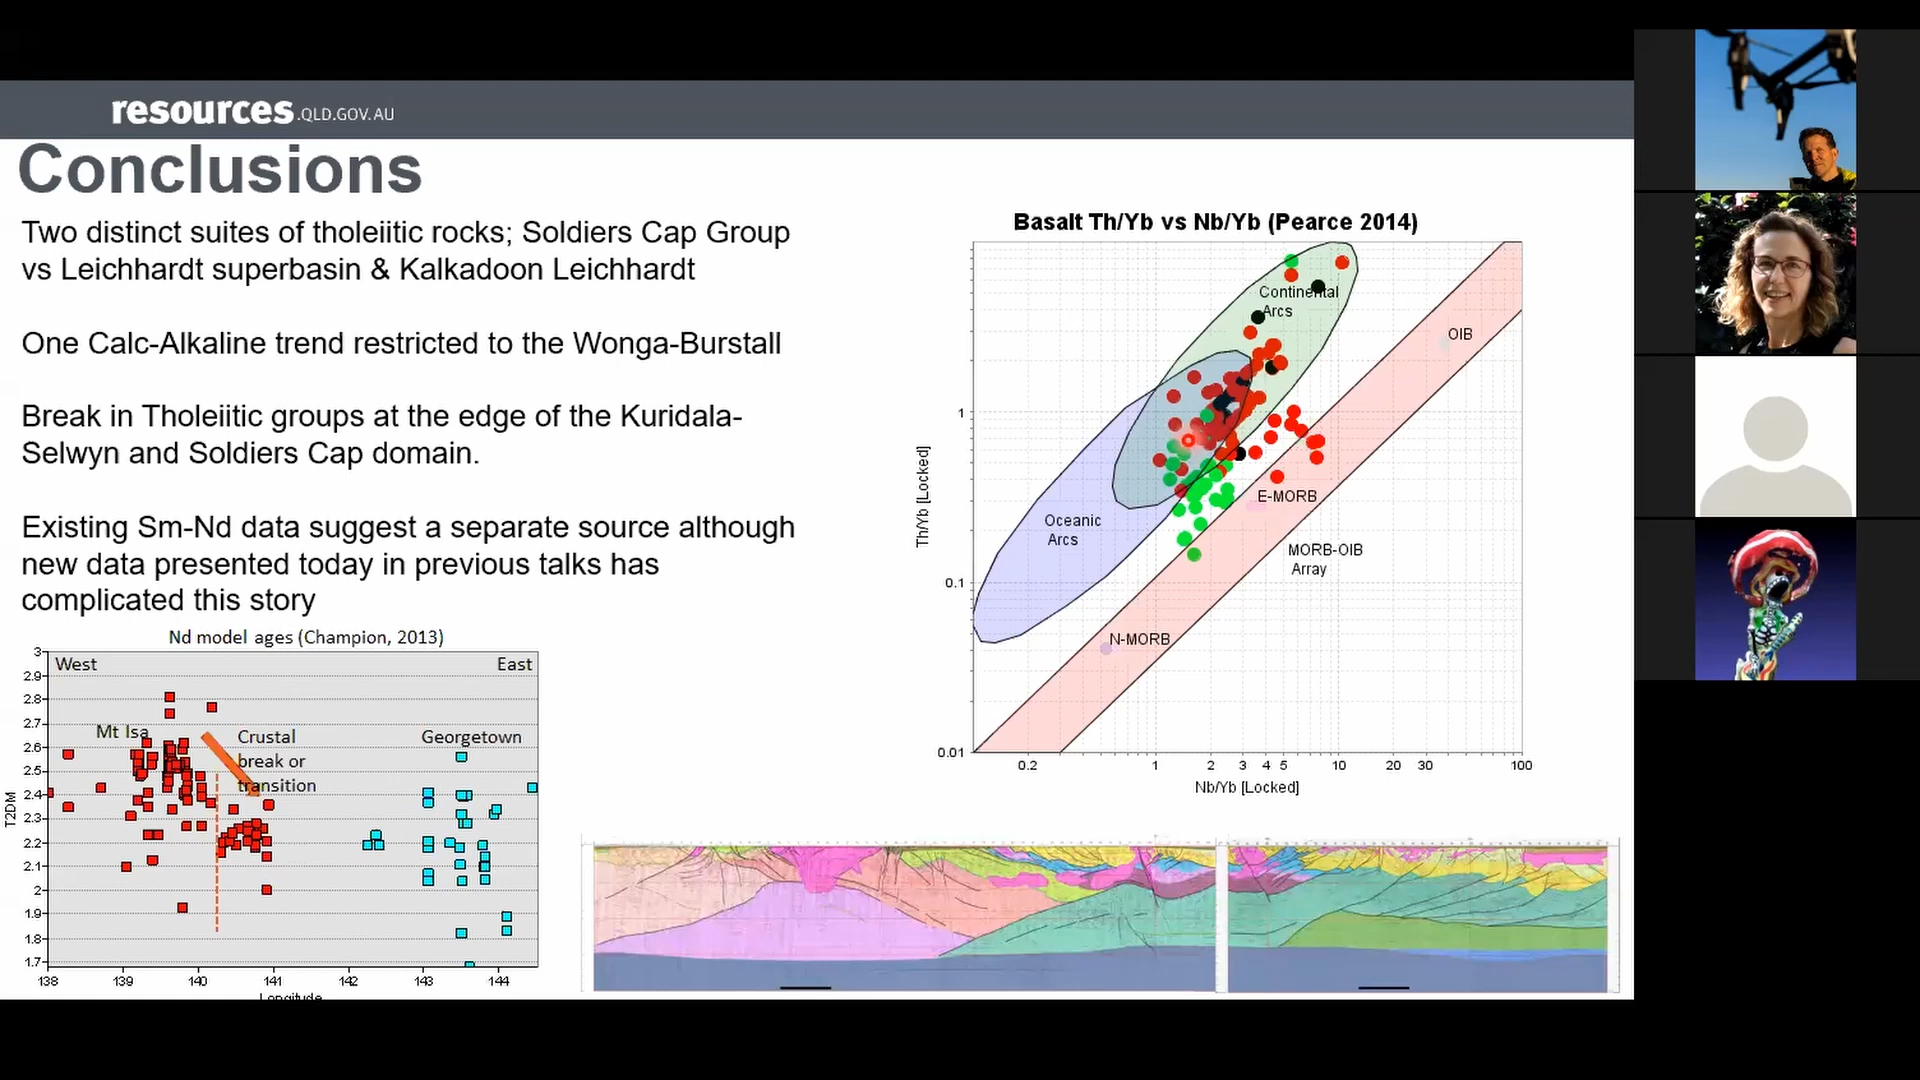 resources.QLD.GOV.AU
Conclusions
Two distinct suites of tholeiitic rocks; Soldiers Cap Group
vs Leichhardt superbasin & Kalkadoon Leichhardt
One Calc-Alkaline trend restricted to the Wonga-Burstall
Break in Tholeiitic groups at the edge of the Kuridala-
Selwyn and Soldiers Cap domain.
Existing Sm-Nd data suggest a separate source although
new data presented today in previous talks has
complicated this story
Nd model ages (Champion, 2013)
West
East
Mt Isa
Crustal
break or
transition
Georgetown
T2DM
3
2.9
2.8
2.7
2.6
2.5
2.4
2.3
2.2
2.1
2
1.9
1.8
1.7
138 139 140 141 142 143 144
Longitude
Basalt Th/Yb vs Nb/Yb (Pearce 2014)
Continental
Arcs
OIB
E-MORB
Oceanic
Arcs
MORB-OIB
Array
N-MORB
Th/Yb [Locked]
1
0.1
0.01
0.2 1 2 3 4 5 10 20 30 100
Nb/Yb [Locked]